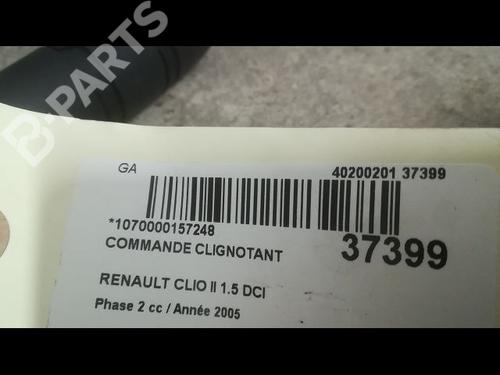 B-PARTS
GA
40200201 37399
*1070000157248
COMMANDE CLIGNOTANT
37399
RENAULT CLIO II 1.5 DCI
Phase 2 cc / Année 2005